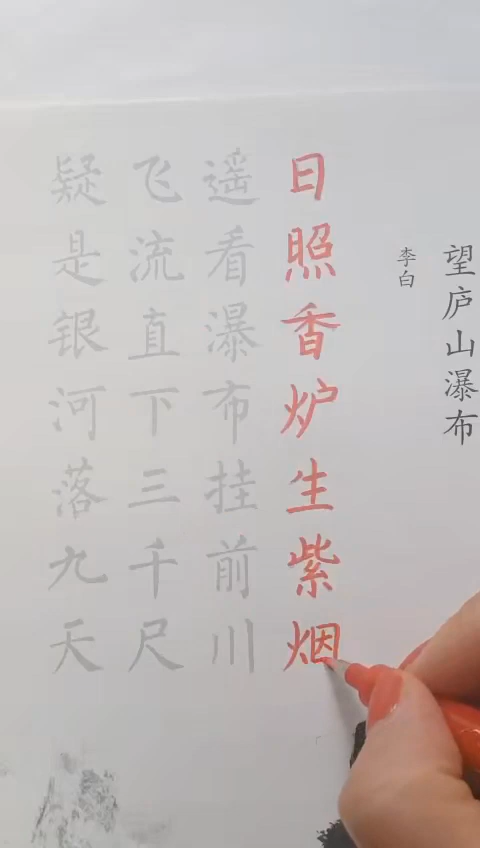 望庐山瀑布
李白
日照香炉生紫烟
遥看瀑布挂前川
飞流直下三千尺
疑是银河落九天